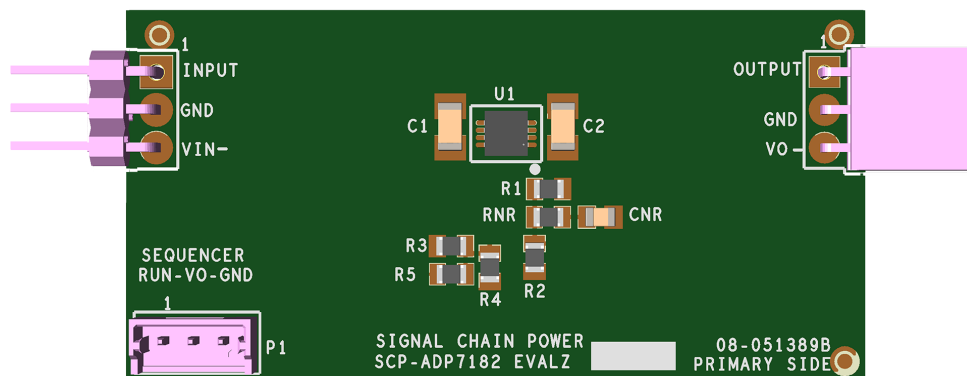 1
1
INPUT
OUTPUT
GND
GND
VIN-
VO-
U1
C1
C2
R1
RNR
CNR
R3
R5
R4
R2
SEQUENCER
RUN-VO-GND
1
P1
SIGNAL CHAIN POWER
SCP-ADP7182 EVALZ
08-051389B
PRIMARY SIDE